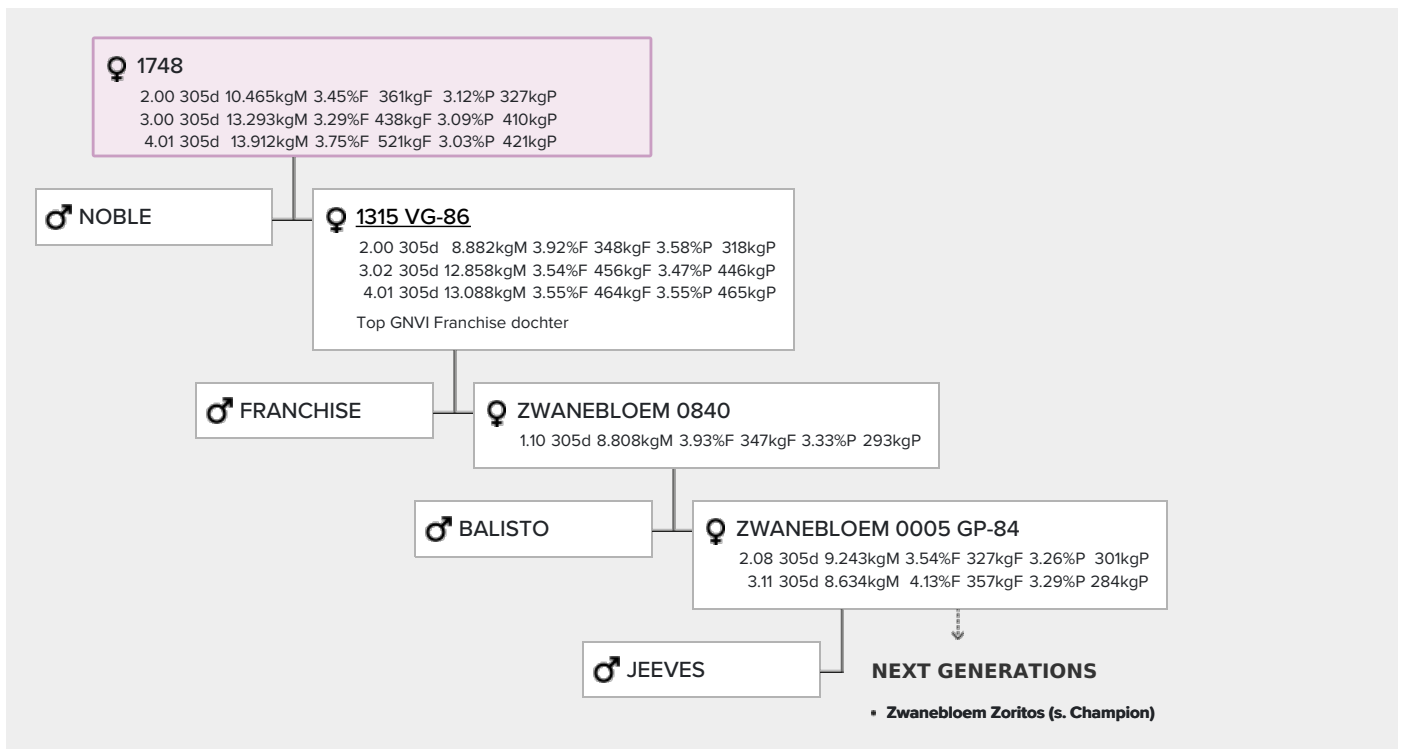 1748
2.00 305d 10.465kgM 3.45%F 361kgF 3.12%P 327kgP
3.00 305d 13.293kgM 3.29%F 438kgF 3.09%P 410kgP
4.01 305d 13.912kgM 3.75%F 521kgF 3.03%P 421kgP
NOBLE
1315 VG-86
2.00 305d 8.882kgM 3.92%F 348kgF 3.58%P 318kgP
3.02 305d 12.858kgM 3.54%F 456kgF 3.47%P 446kgP
4.01 305d 13.088kgM 3.55%F 464kgF 3.55%P 465kgP
Top GNVI Franchise dochter
FRANCHISE
ZWANEBLOEM 0840
1.10 305d 8.808kgM 3.93%F 347kgF 3.33%P 293kgP
BALISTO
ZWANEBLOEM 0005 GP-84
2.08 305d 9.243kgM 3.54%F 327kgF 3.26%P 301kgP
3.11 305d 8.634kgM 4.13%F 357kgF 3.29%P 284kgP
JEEVES
NEXT GENERATIONS
• Zwanebloem Zoritos (s. Champion)